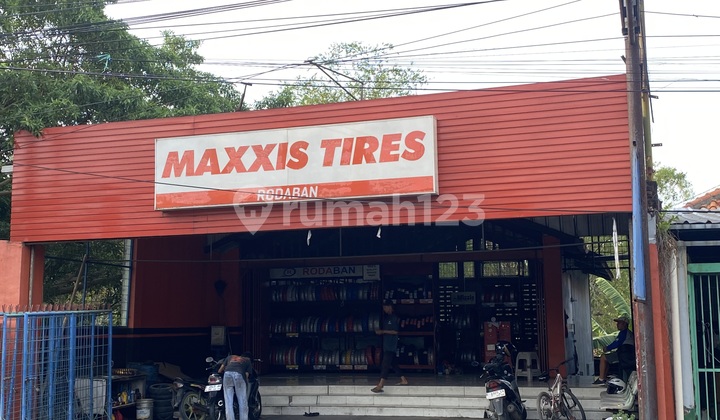 MAXXIS TIRES
RODABAN
rumah123
RODABAN